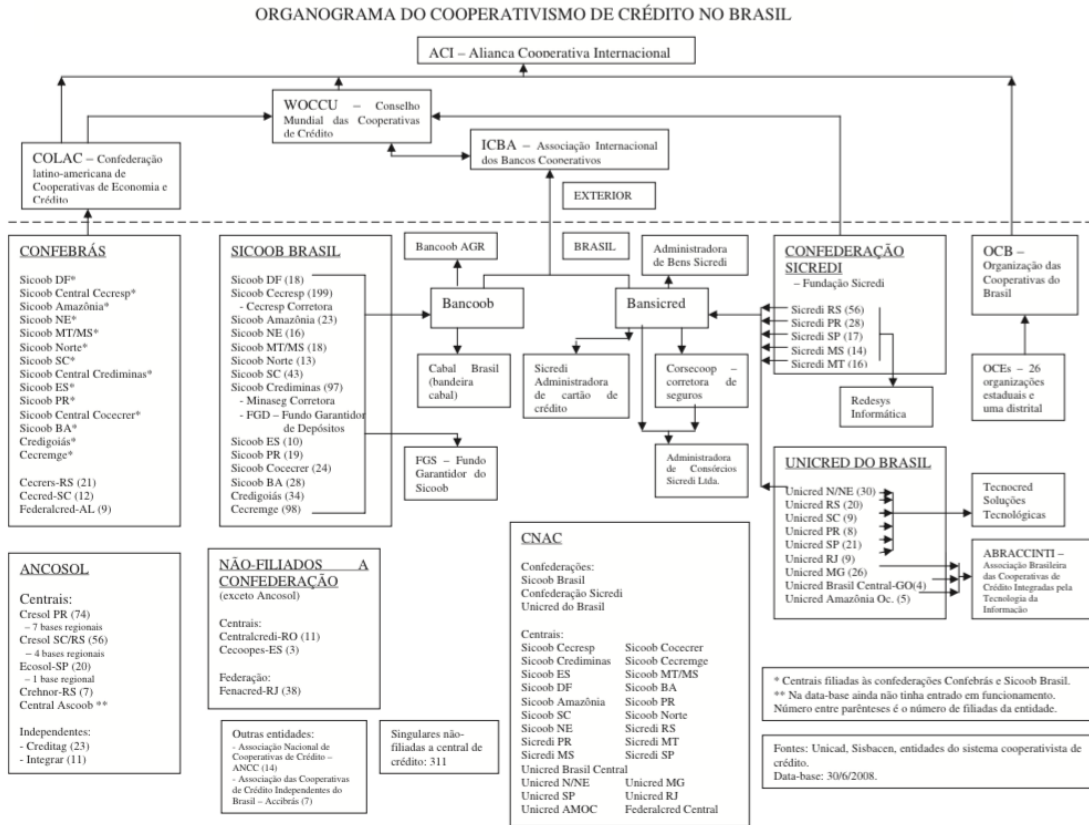 ORGANOGRAMA DO COOPERATIVISMO DE CRÉDITO NO BRASIL
ACI – Alianca Cooperativa Internacional
WOCCU – Conselho
Mundial das Cooperativas
de Crédito
ICBA – Associação Internacional
dos Bancos Cooperativos
COLAC – Confederação
latino-americana de
Cooperativas de Economia e
Crédito
EXTERIOR
CONFEBRÁS
Sicoob DF*
Sicoob Central Cecresp*
Sicoob Amazônia*
Sicoob NE*
Sicoob MT/MS*
Sicoob Norte*
Sicoob SC*
Sicoob Central Crediminas*
Sicoob ES*
Sicoob PR*
Sicoob Central Cocecrer*
Sicoob BA*
Credigoiás*
Cecremge*
Cecrers-RS (21)
Cecred-SC (12)
Federalcred-AL (9)
SICOOB BRASIL
Sicoob DF (18)
Sicoob Cecresp (199)
- Cecresp Corretora
Sicoob Amazônia (23)
Sicoob NE (16)
Sicoob MT/MS (18)
Sicoob Norte (13)
Sicoob SC (43)
Sicoob Crediminas (97)
- Minaseg Corretora
- FGD – Fundo Garantidor
de Depósitos
Sicoob ES (10)
Sicoob PR (19)
Sicoob Cocecrer (24)
Sicoob BA (28)
Credigoiás (34)
Cecremge (98)
Bancoob AGR
Bancoob
Cabal Brasil
(bandeira
cabal)
FGS – Fundo
Garantidor do
Sicoob
BRASIL
Administradora
de Bens Sicredi
Bansicred
Sicredi
Administradora
de cartão de
crédito
Corsecoop –
corretora de
seguros
Administradora
de Consórcios
Sicredi Ltda.
CONFEDERAÇÃO
SICREDI
– Fundação Sicredi
Sicredi RS (56)
Sicredi PR (28)
Sicredi SP (17)
Sicredi MS (14)
Sicredi MT (16)
Redesys
Informática
OCB –
Organização das
Cooperativas do
Brasil
OCEs – 26
organizações
estaduais e
uma distrital
UNICRED DO BRASIL
Unicred N/NE (30)
Unicred RS (20)
Unicred SC (9)
Unicred PR (8)
Unicred SP (21)
Unicred RJ (9)
Unicred MG (26)
Unicred Brasil Central-GO(4)
Unicred Amazônia Oc. (5)
Tecnocred
Soluções
Tecnológicas
ABRACCINTI –
Associação Brasileira
das Cooperativas de
Crédito Integradas pela
Tecnologia da
Informação
ANCOSOL
Centrais:
Cresol PR (74)
– 7 bases regionais
Cresol SC/RS (56)
– 4 bases regionais
Ecosol-SP (20)
– 1 base regional
Crehnor-RS (7)
Central Ascoob **
Independentes:
- Creditag (23)
- Integrar (11)
NÃO-FILIADOS A
CONFEDERAÇÃO
(exceto Ancosol)
Centrais:
Centralcredi-RO (11)
Cecoopes-ES (3)
Federação:
Fenacred-RJ (38)
Outras entidades:
- Associação Nacional de
Cooperativas de Crédito –
ANCC (14)
- Associação das Cooperativas
de Crédito Independentes do
Brasil – Accibrás (7)
Singulares não-
filiadas a central de
crédito: 311
CNAC
Confederações:
Sicoob Brasil
Confederação Sicredi
Unicred do Brasil
Centrais:
Sicoob Cecresp Sicoob Cocecrer
Sicoob Crediminas Sicoob Cecremge
Sicoob ES Sicoob MT/MS
Sicoob DF Sicoob BA
Sicoob Amazônia Sicoob PR
Sicoob SC Sicoob Norte
Sicoob NE Sicredi RS
Sicredi PR Sicredi MT
Sicredi MS Sicredi SP
Unicred Brasil Central
Unicred N/NE Unicred MG
Unicred SP Unicred RJ
Unicred AMOC Federalcred Central
* Centrais filiadas às confederações Confebrás e Sicoob Brasil.
** Na data-base ainda não tinha entrado em funcionamento.
Número entre parênteses é o número de filiadas da entidade.
Fontes: Unicad, Sisbacen, entidades do sistema cooperativista de
crédito.
Data-base: 30/6/2008.